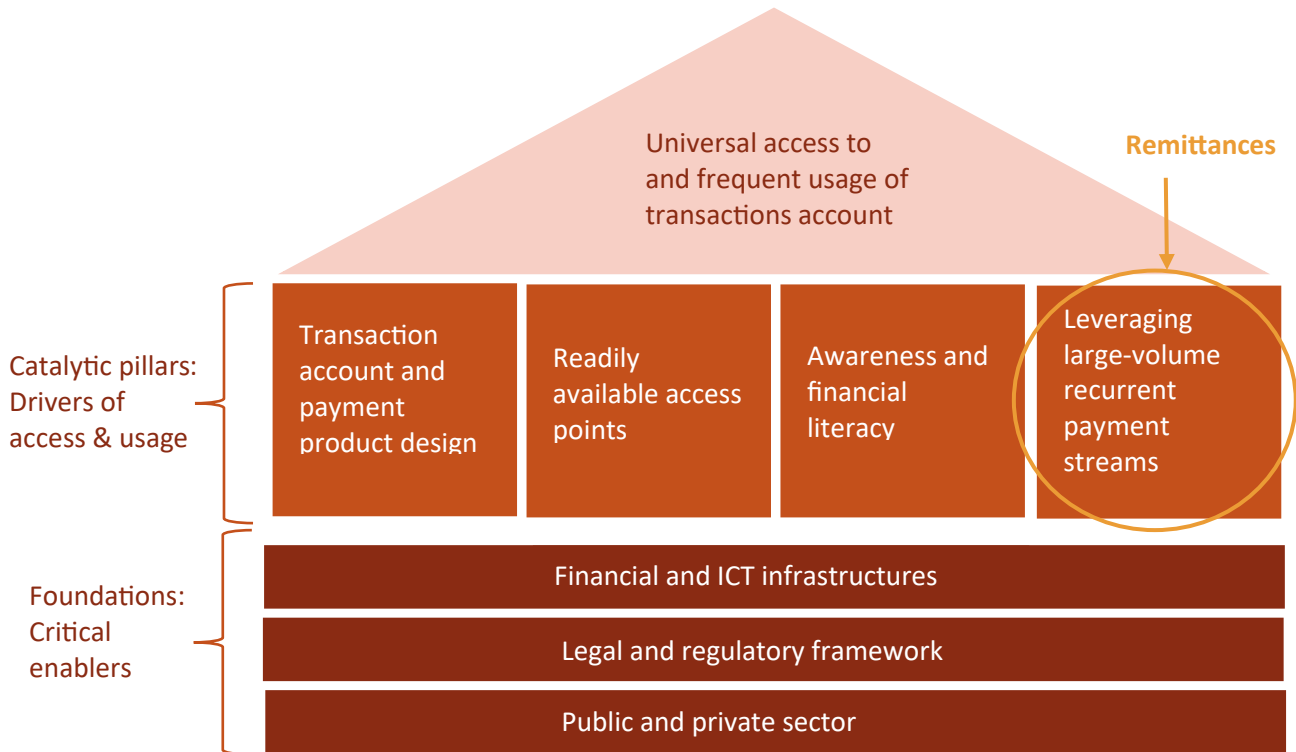 Universal access to
and frequent usage of
transactions account
Remittances
Catalytic pillars:
Drivers of
access & usage
Transaction
account and
payment
product design
Readily
available access
points
Awareness and
financial
literacy
Leveraging
large-volume
recurrent
payment
streams
Foundations:
Critical
enablers
Financial and ICT infrastructures
Legal and regulatory framework
Public and private sector